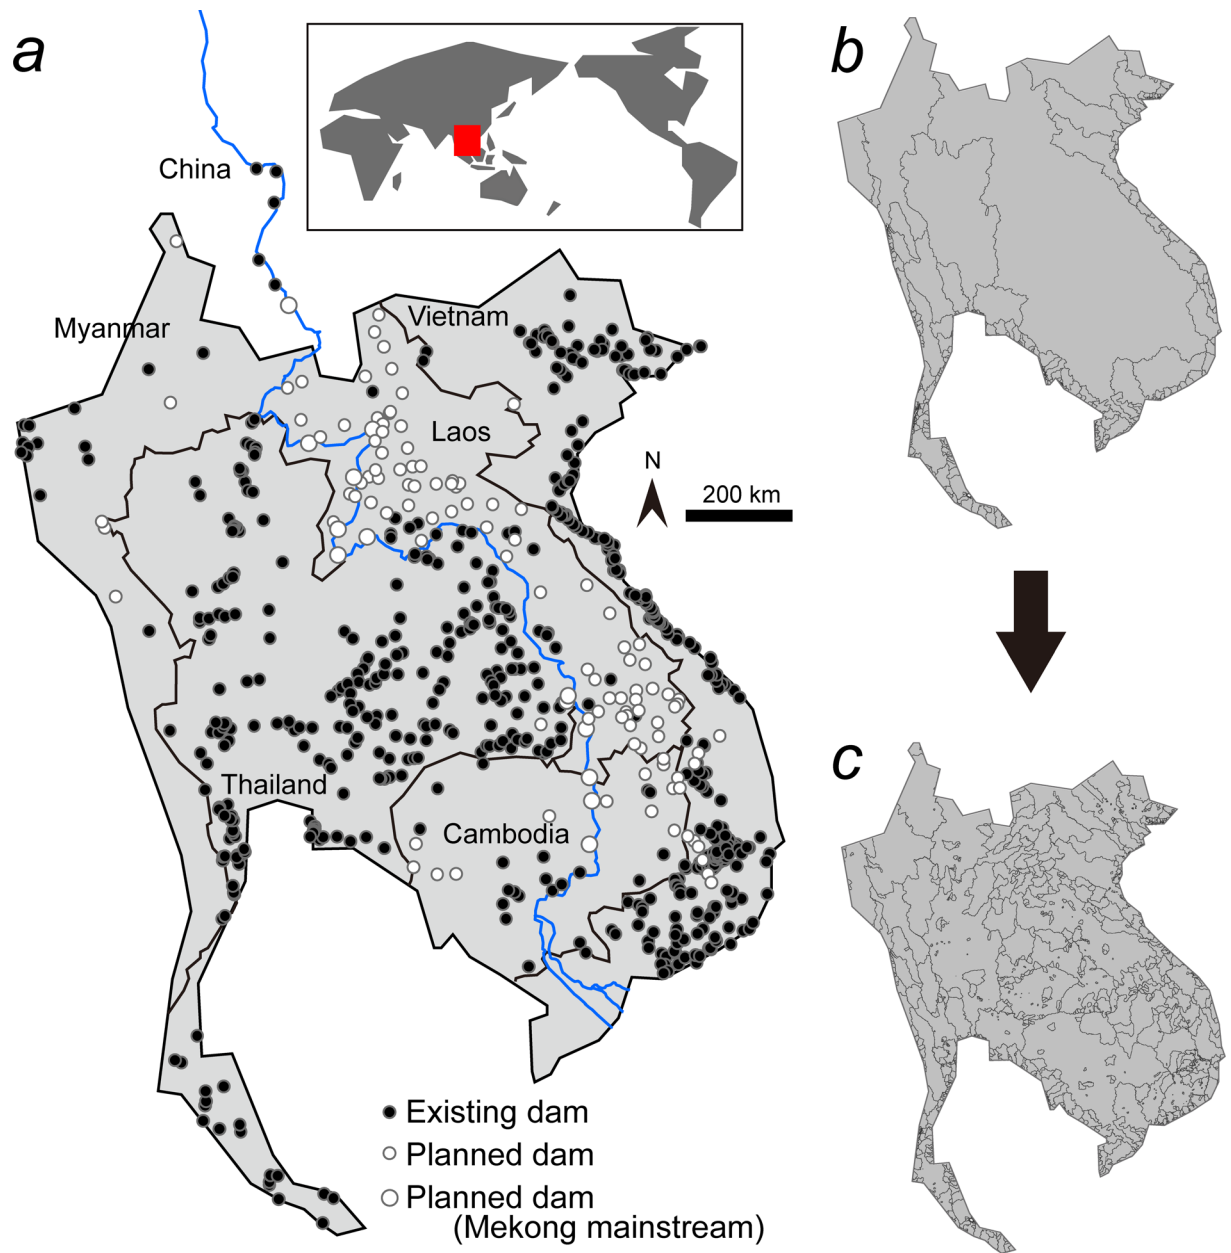 a
b
China
Myanmar
Vietnam
Laos
N
200 km
Thailand
Cambodia
c
Existing dam
Planned dam
Planned dam
(Mekong mainstream)